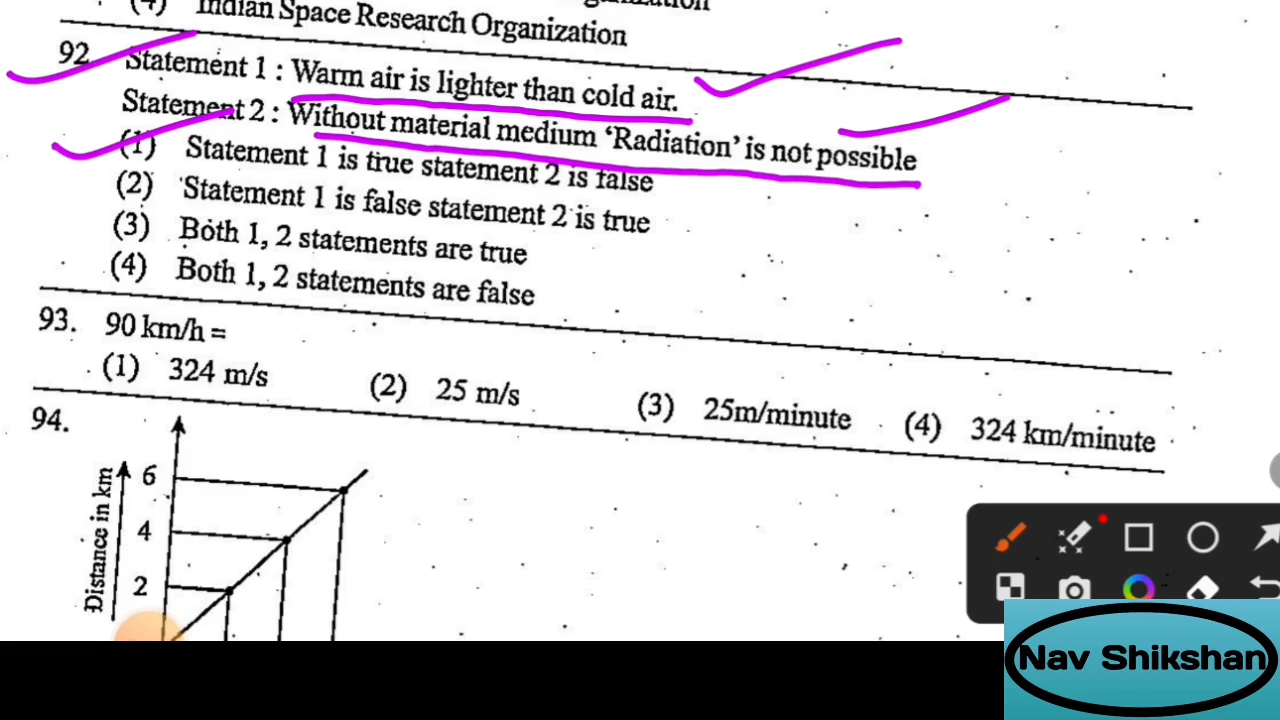 (4) Indian Space Research Organization
92 Statement 1 : Warm air is lighter than cold air.
Statement 2 : Without material medium ‘Radiation’ is not possible
(1) Statement 1 is true statement 2 is false
(2) Statement 1 is false statement 2 is true
(3) Both 1, 2 statements are true
(4) Both 1, 2 statements are false
93. 90 km/h =
(1) 324 m/s (2) 25 m/s (3) 25m/minute (4) 324 km/minute
94.
Distance in km
6
4
2
Nav Shikshan